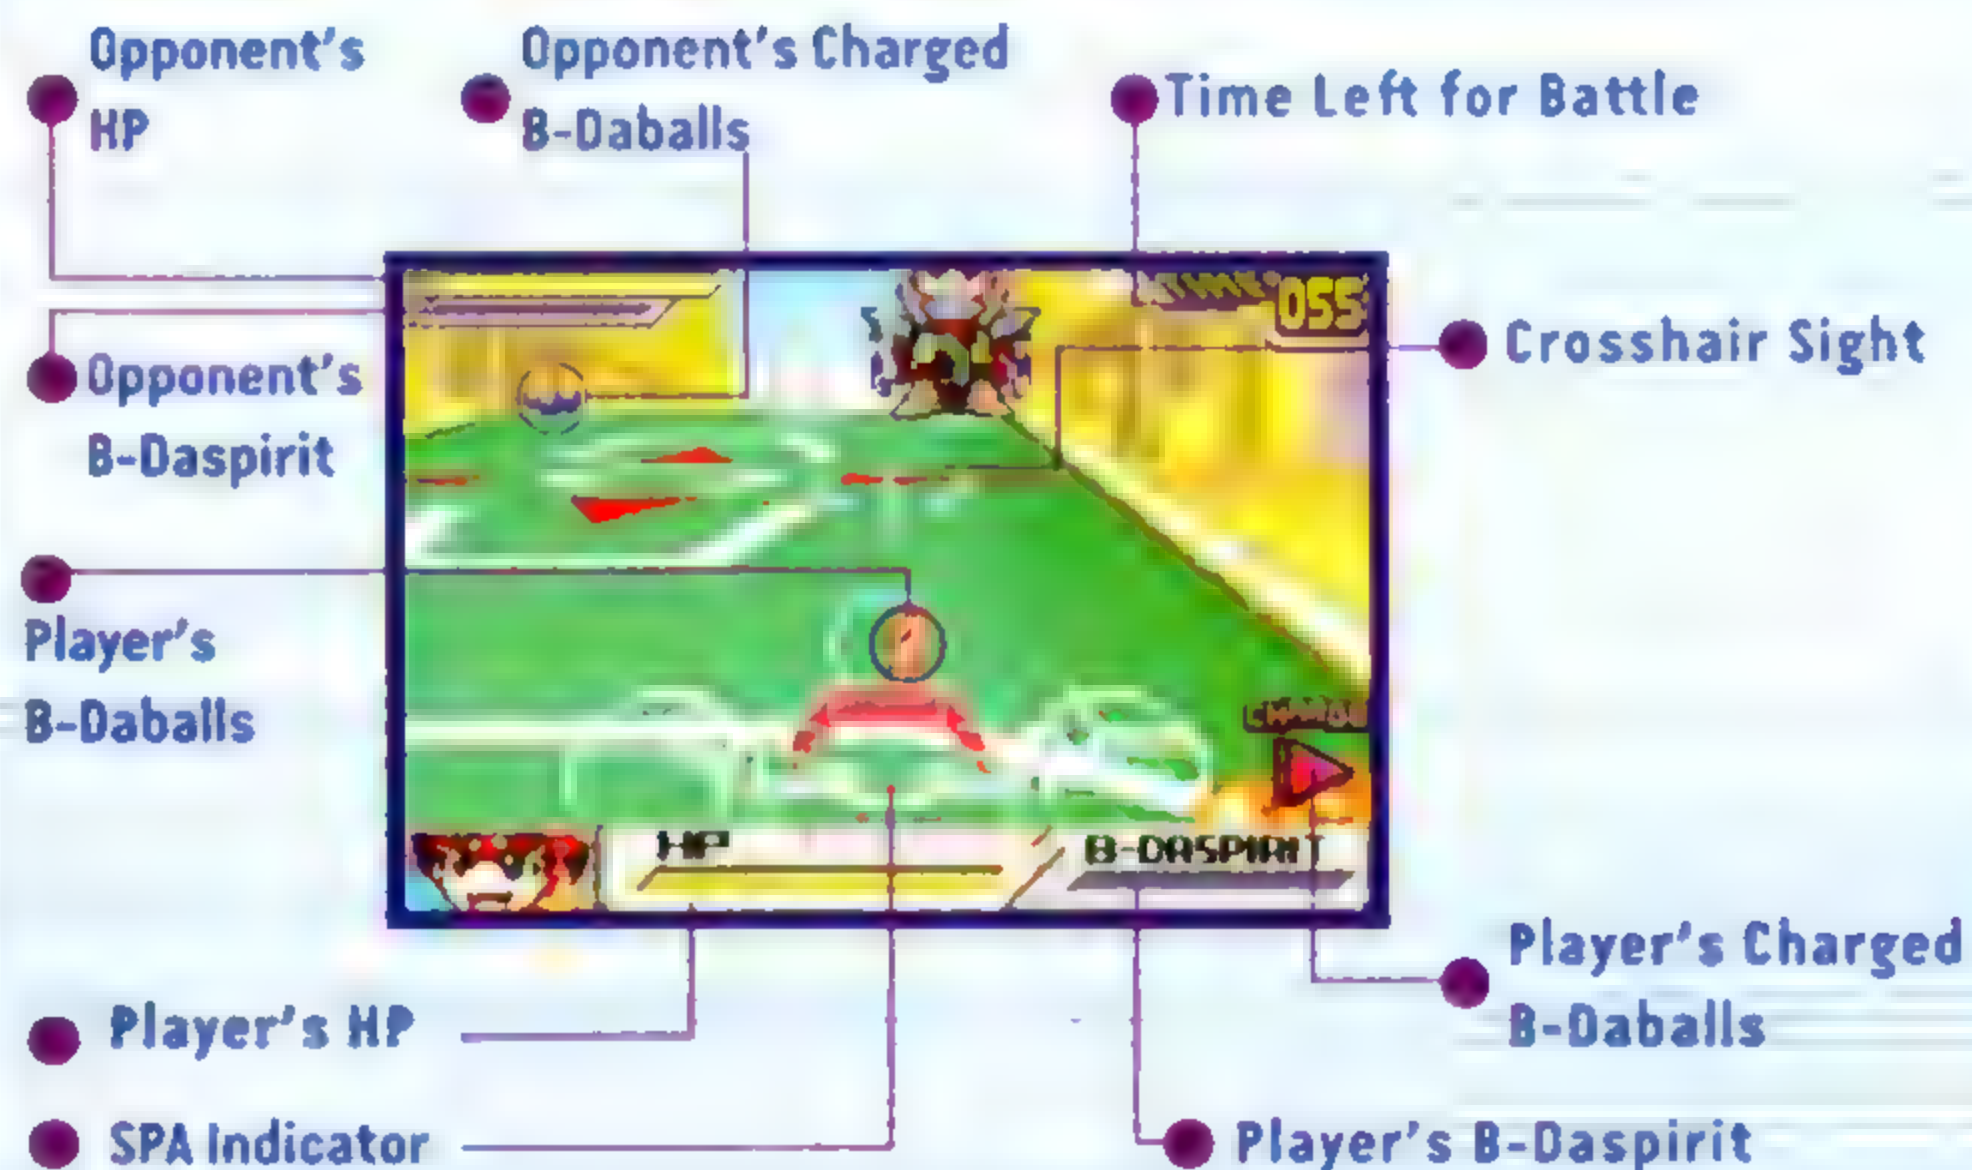 Opponent's
HP
Opponent's Charged
B-Daballs
Time Left for Battle
055
Crosshair Sight
Opponent's
B-Daspirit
Player's
B-Daballs
CHARGE
HP
B-DASPIRIT
Player's Charged
B-Daballs
Player's HP
SPA Indicator
Player's B-Daspirit